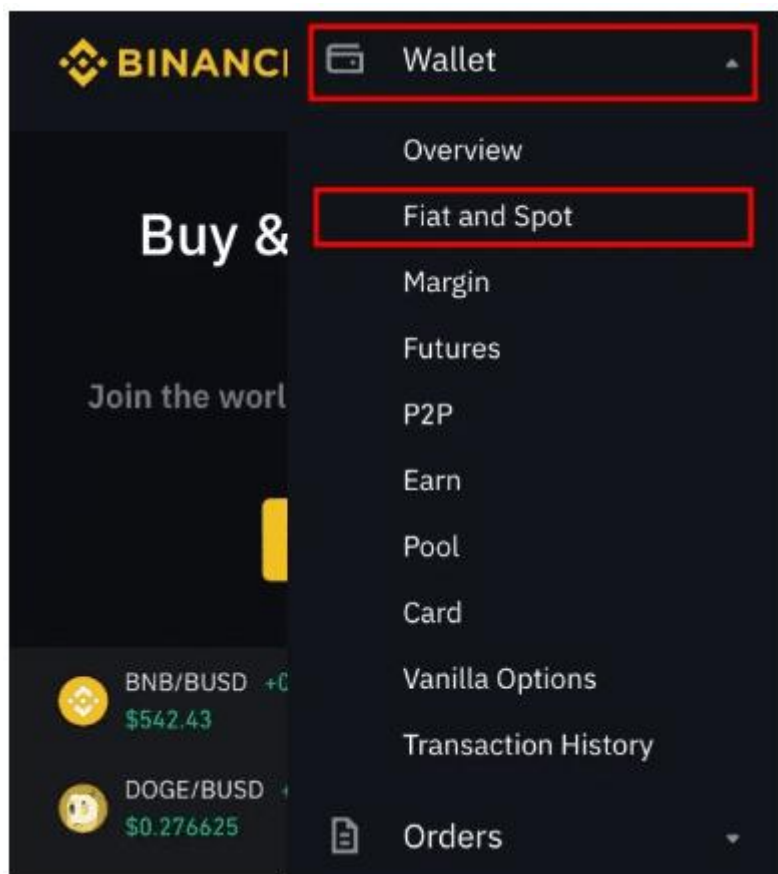 BINANC
Buy &
Join the worl
BNB/BUSD
$542.43
DOGE/BUSD
$0.276625
Wallet
Overview
Fiat and Spot
Margin
Futures
P2P
Earn
Pool
Card
Vanilla Options
Transaction History
Orders